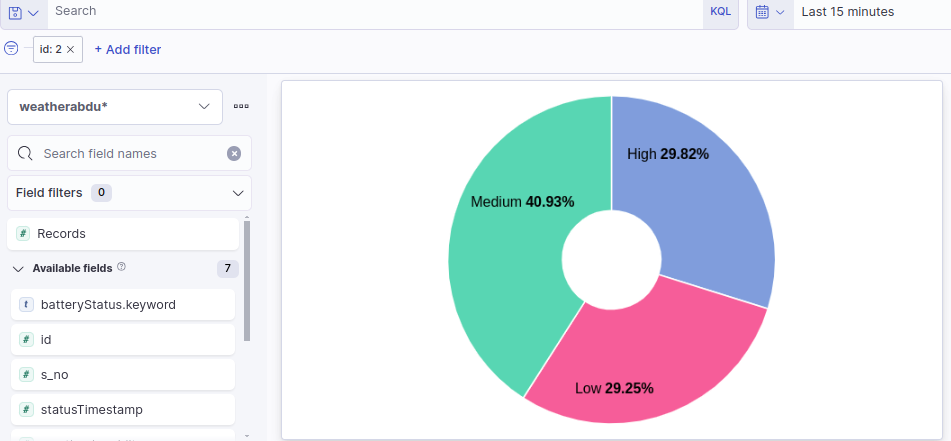 Search
KQL
Last 15 minutes
id: 2 ×
+ Add filter
weatherabdu*
Search field names
Field filters 0
# Records
Available fields ? 7
t batteryStatus.keyword
# id
# s_no
# statusTimestamp
High 29.82%
Medium 40.93%
Low 29.25%